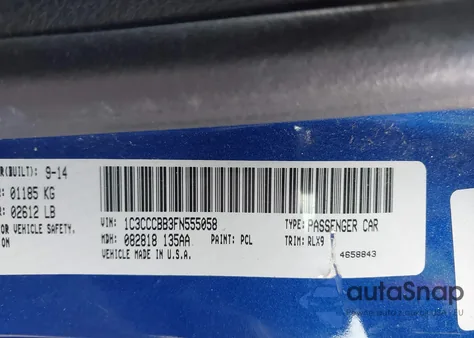 R(BUILT): 9-14
R: 01185 KG
R: 02612 LB
OR VEHICLE SAFETY,
ON
VIN: 1C3CCCBB3FN555058 TYPE: PASSENGER CAR
MDH: 082818 135AA PAINT: PCL TRIM: RLX9
VEHICLE MADE IN U.S.A. 4658843
autoSnap